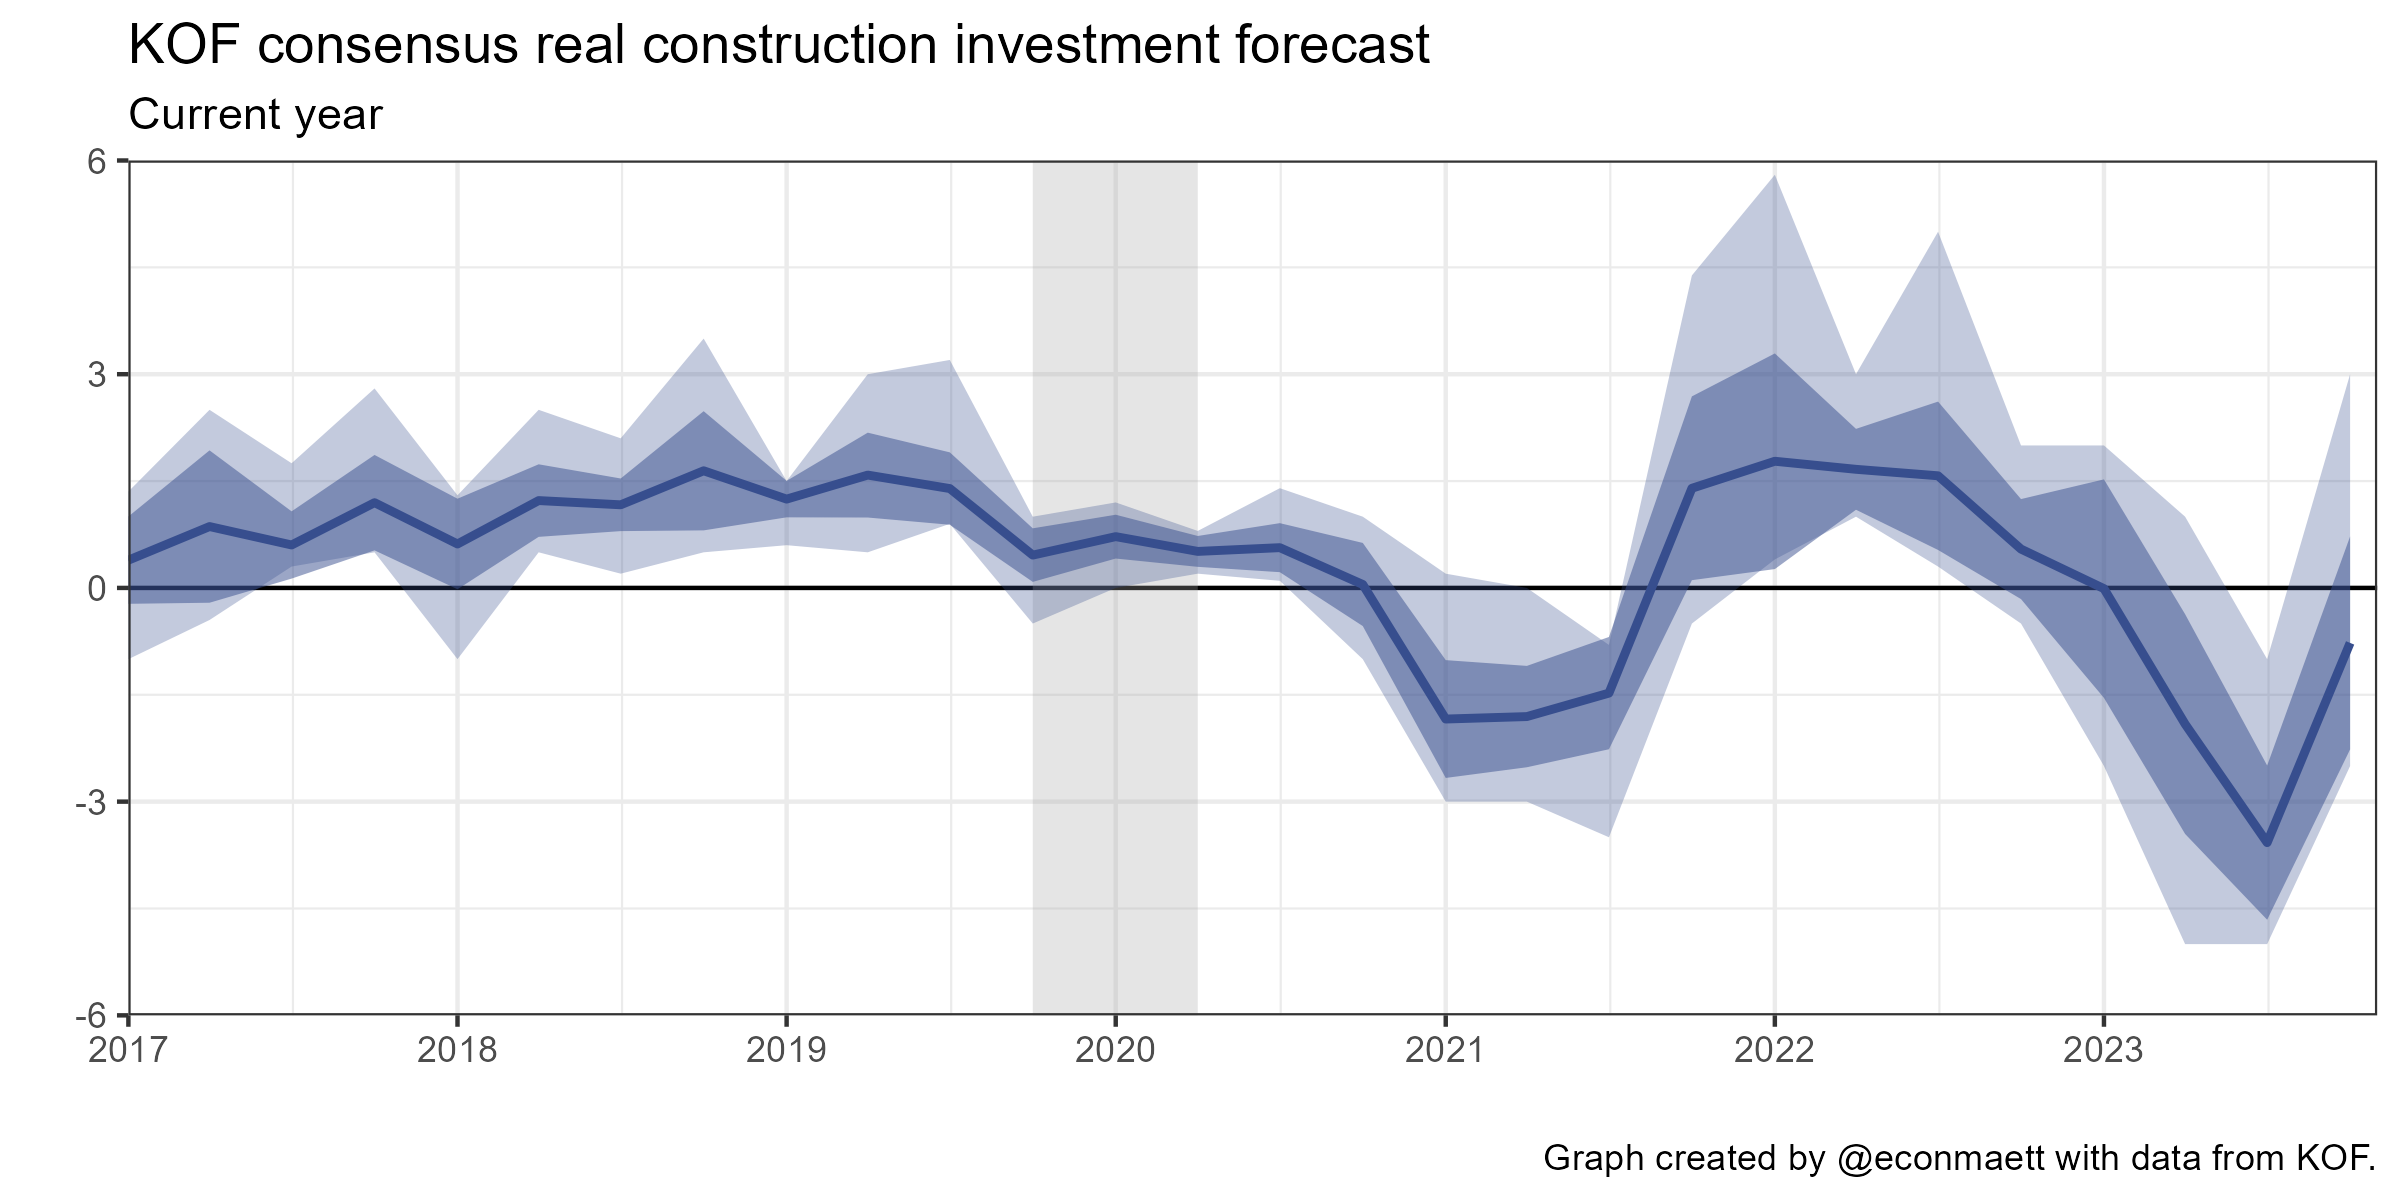 KOF consensus real construction investment forecast
Current year
6
3
0
-3
-6
2017 2018 2019 2020 2021 2022 2023
Graph created by @econmaett with data from KOF.